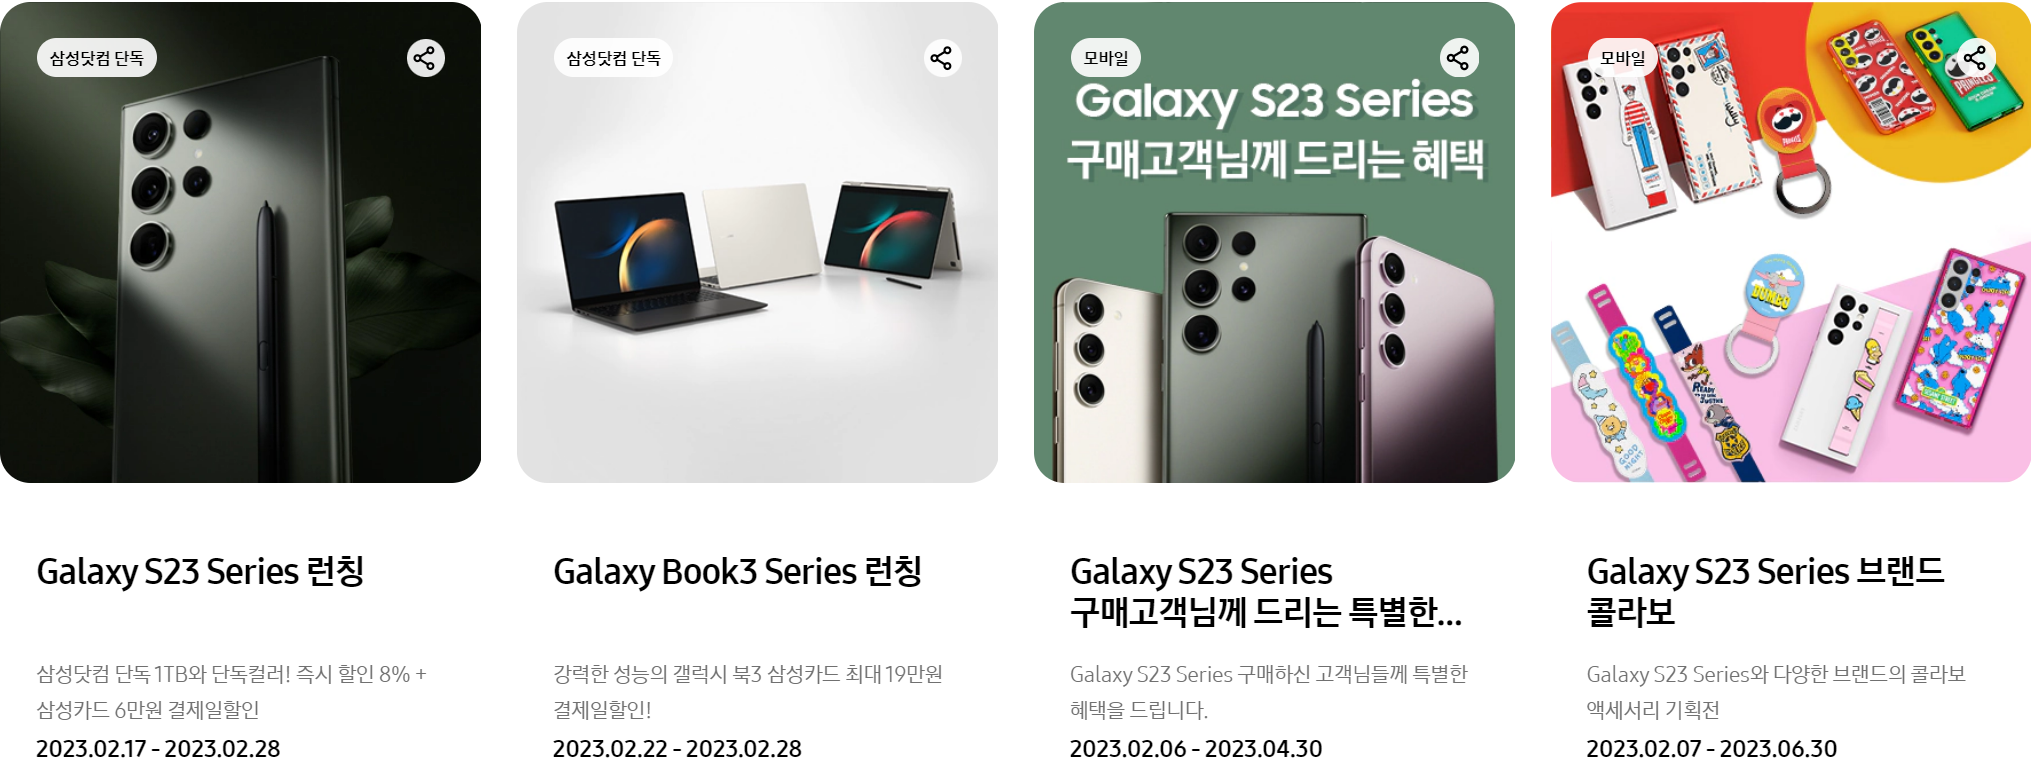 삼성닷컴 단독
Galaxy S23 Series 런칭
삼성닷컴 단독 1TB와 단독컬러! 즉시 할인 8% +
삼성카드 6만원 결제일할인
2023.02.17 - 2023.02.28
삼성닷컴 단독
Galaxy Book3 Series 런칭
강력한 성능의 갤럭시 북3 삼성카드 최대 19만원
결제일할인!
2023.02.22 - 2023.02.28
모바일
Galaxy S23 Series
구매고객님께 드리는 혜택
Galaxy S23 Series
구매고객님께 드리는 특별한...
Galaxy S23 Series 구매하신 고객님들께 특별한
혜택을 드립니다.
2023.02.06 - 2023.04.30
모바일
PRINGLES
DUMBO
READY
JUSTICE
GOOD
NIGHT
SESAME STREET
Galaxy S23 Series 브랜드
콜라보
Galaxy S23 Series와 다양한 브랜드의 콜라보
액세서리 기획전
2023.02.07 - 2023.06.30